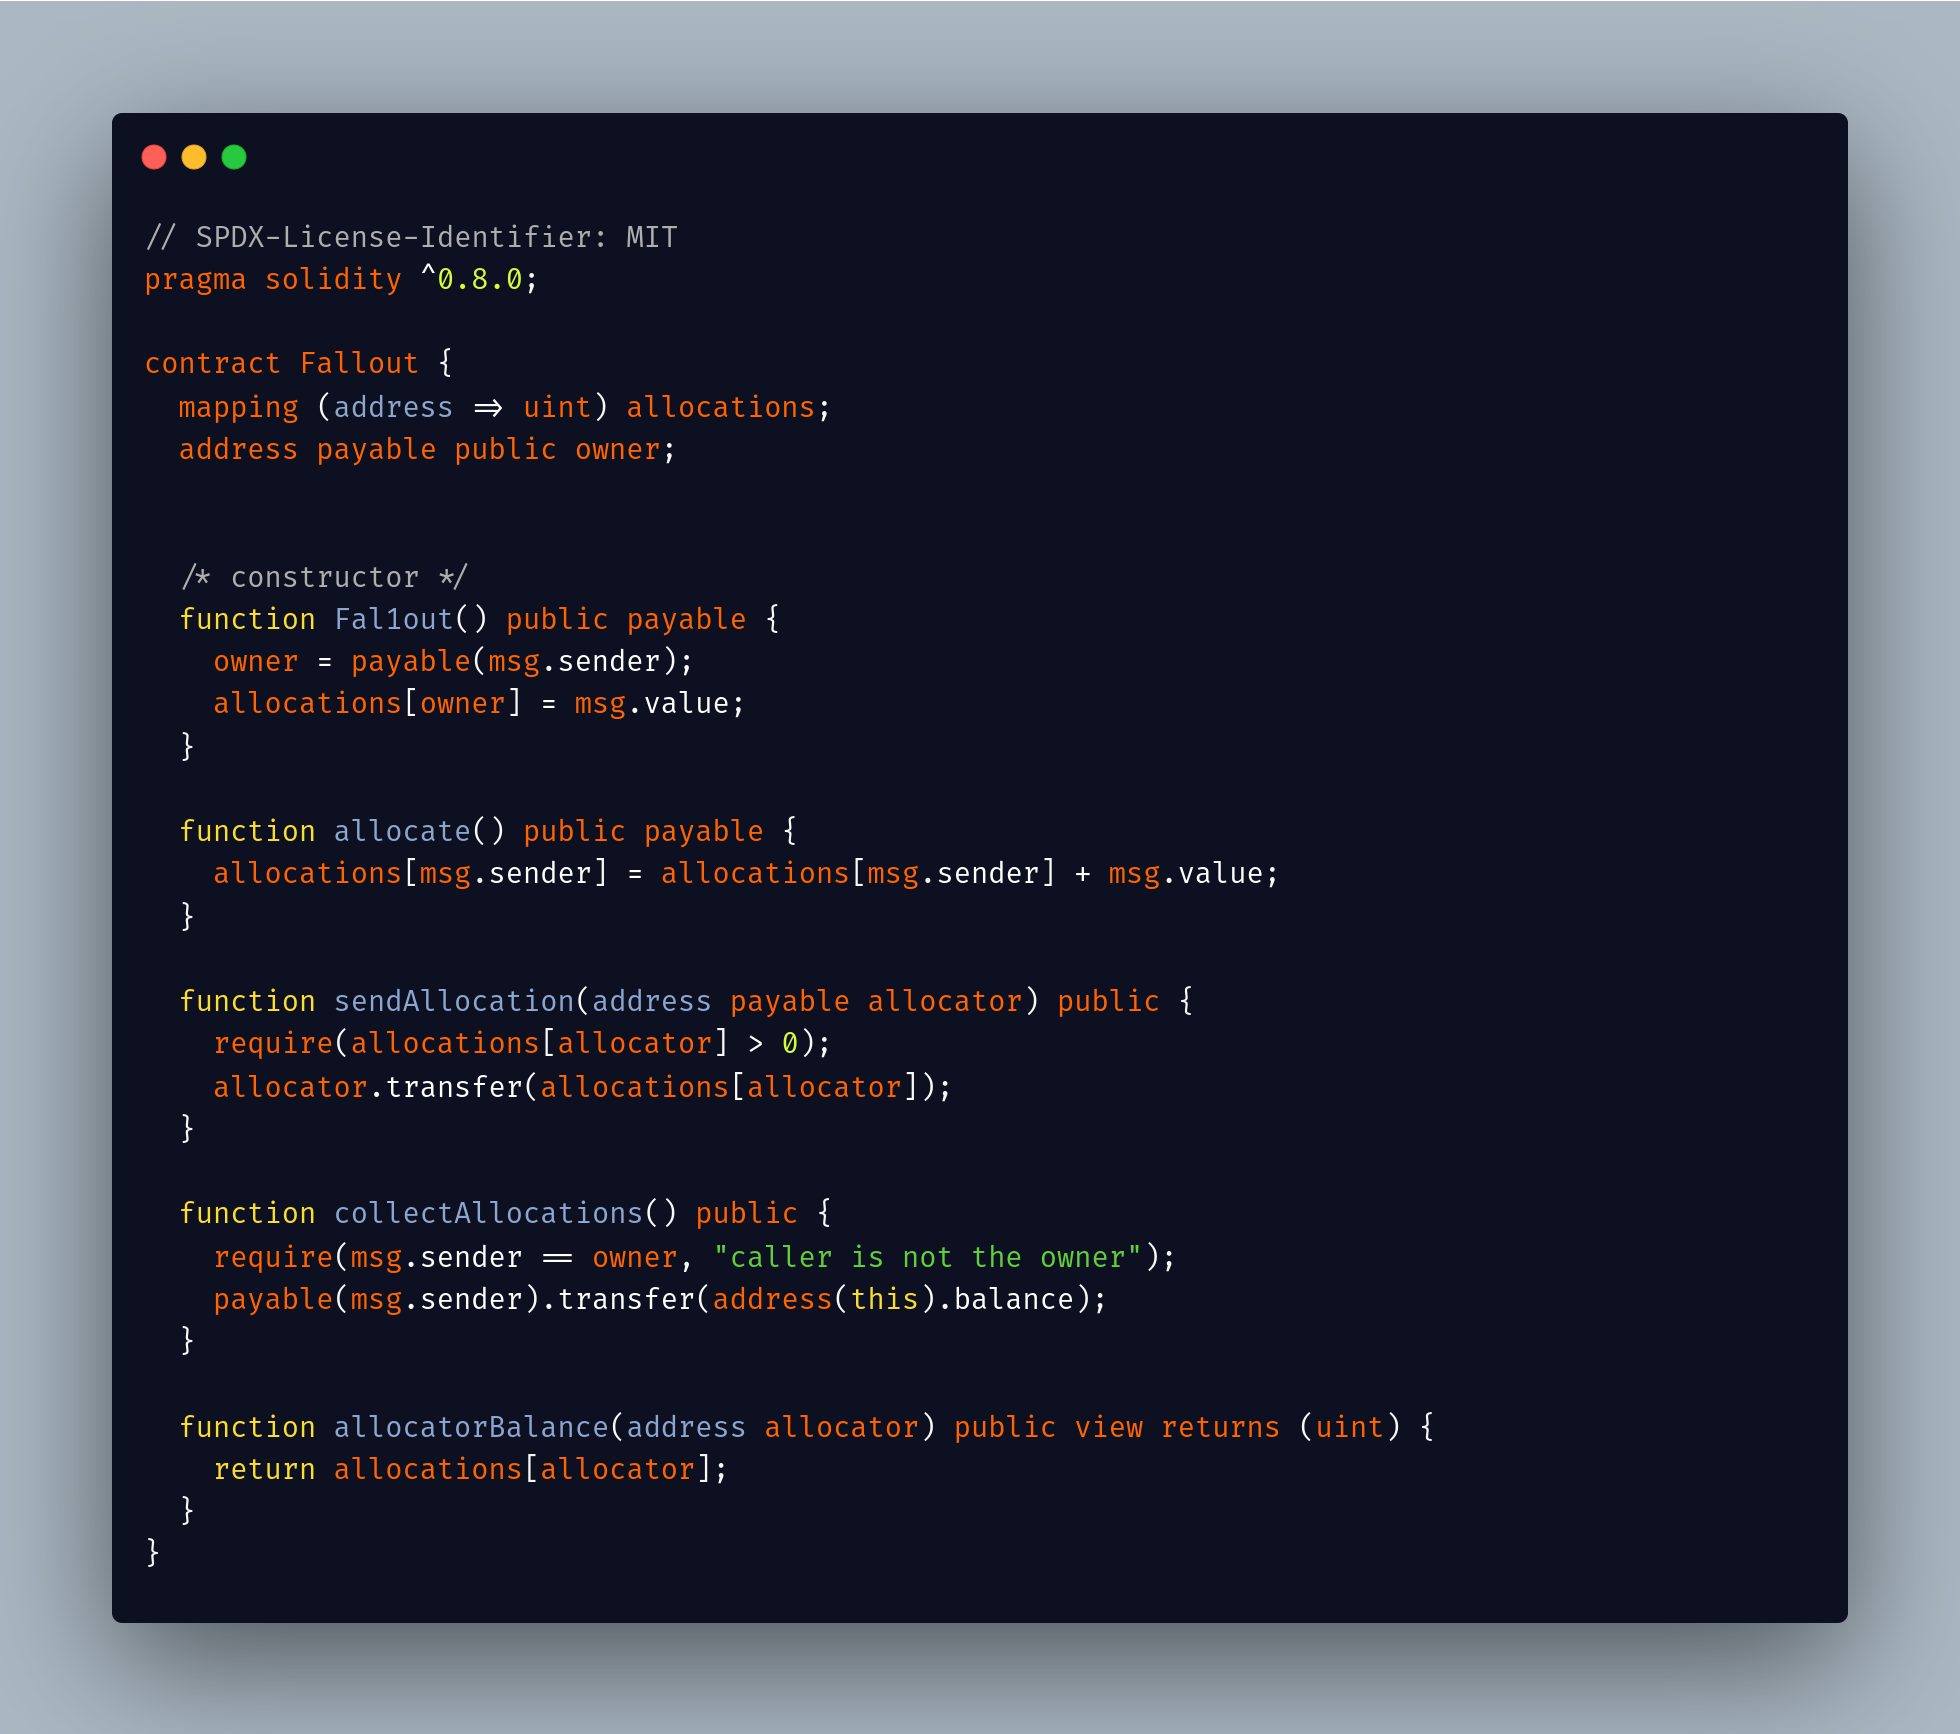 // SPDX-License-Identifier: MIT
pragma solidity ^0.8.0;
contract Fallout {
  mapping (address => uint) allocations;
  address payable public owner;
  /* constructor */
  function Fal1out() public payable {
    owner = payable(msg.sender);
    allocations[owner] = msg.value;
  }
  function allocate() public payable {
    allocations[msg.sender] = allocations[msg.sender] + msg.value;
  }
  function sendAllocation(address payable allocator) public {
    require(allocations[allocator] > 0);
    allocator.transfer(allocations[allocator]);
  }
  function collectAllocations() public {
    require(msg.sender == owner, "caller is not the owner");
    payable(msg.sender).transfer(address(this).balance);
  }
  function allocatorBalance(address allocator) public view returns (uint) {
    return allocations[allocator];
  }
}